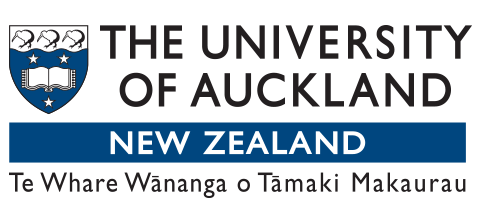 THE UNIVERSITY
OF AUCKLAND
NEW ZEALAND
Te Whare Wānanga o Tāmaki Makaurau